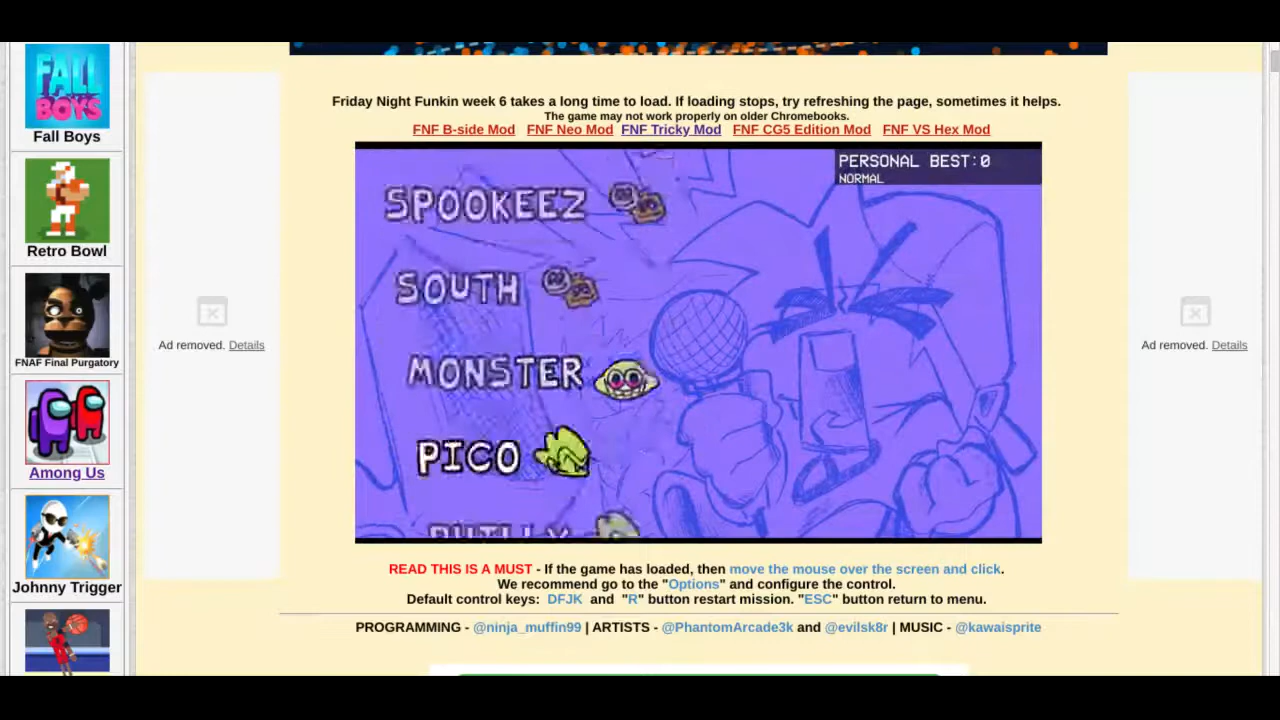 Friday Night Funkin week 6 takes a long time to load. If loading stops, try refreshing the page, sometimes it helps.
The game may not work properly on older Chromebooks.
FNF B-side Mod FNF Neo Mod FNF Tricky Mod FNF CG5 Edition Mod FNF VS Hex Mod
FALL
BOYS
Fall Boys
Retro Bowl
FNAF Final Purgatory
Among Us
Johnny Trigger
Ad removed. Details
PERSONAL BEST:0
NORMAL
SPOOKEEZ
SOUTH
MONSTER
PICO
Ad removed. Details
READ THIS IS A MUST - If the game has loaded, then move the mouse over the screen and click.
We recommend go to the "Options" and configure the control.
Default control keys: DFJK and "R" button restart mission. "ESC" button return to menu.
PROGRAMMING - @ninja_muffin99 | ARTISTS - @PhantomArcade3k and @evilsk8r | MUSIC - @kawaisprite